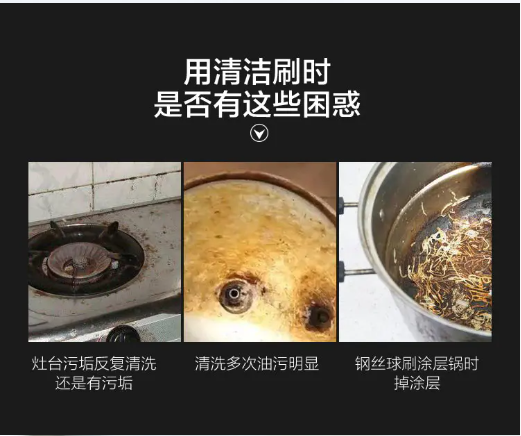 用清洁刷时
是否有这些困惑
灶台污垢反复清洗
还是有污垢
清洗多次油污明显
钢丝球刷涂层锅时
掉涂层